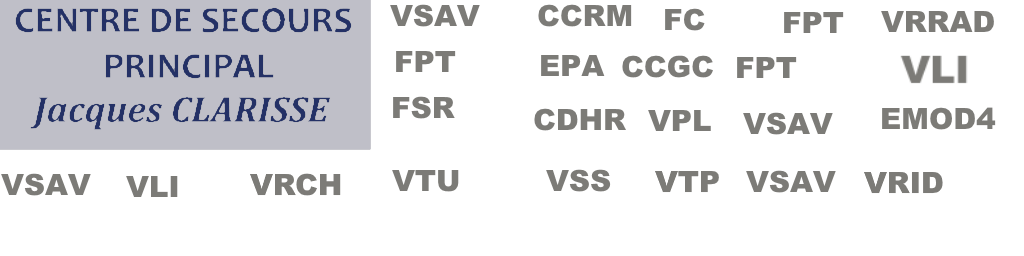 CENTRE DE SECOURS
PRINCIPAL
Jacques CLARISSE
VSAV CCRM FC FPT VRRAD
FPT EPA CCGC FPT VLI
FSR CDHR VPL VSAV EMOD4
VSAV VLI VRCH VTU VSS VTP VSAV VRID